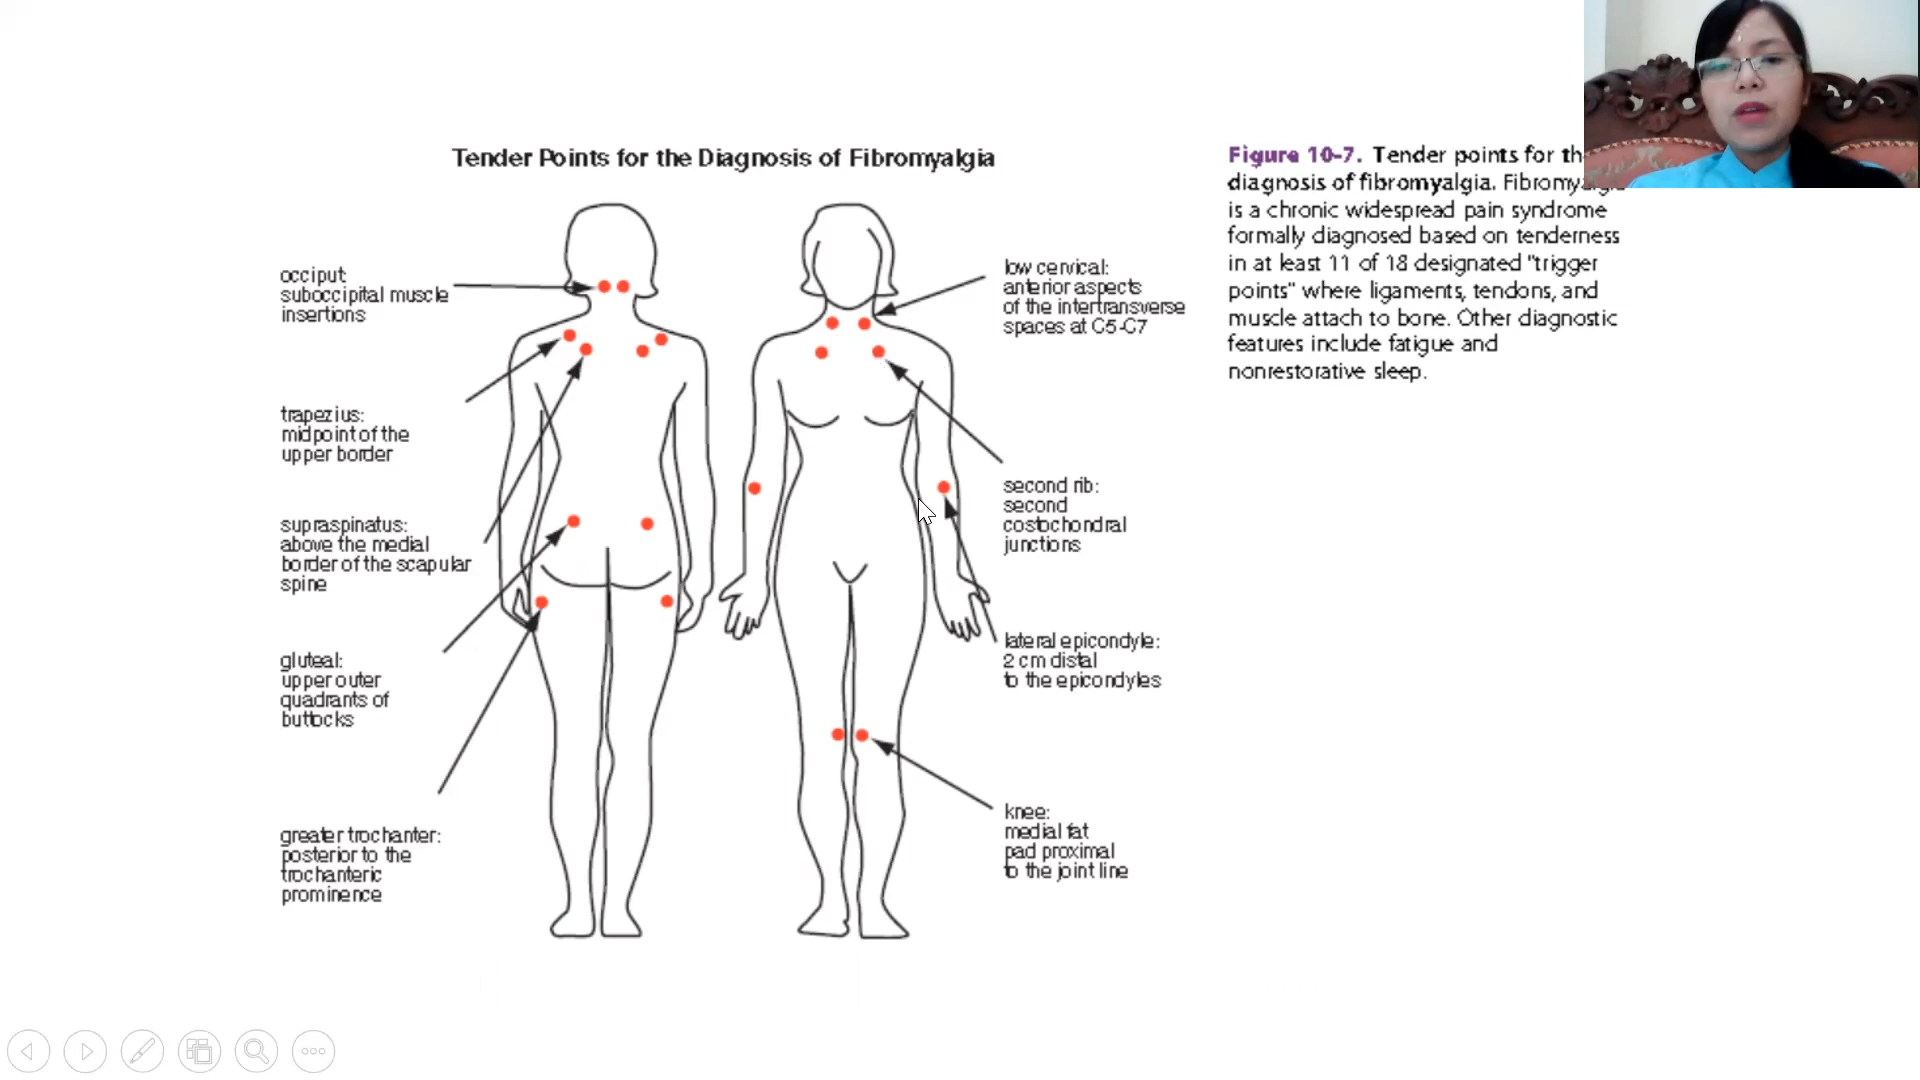 Tender Points for the Diagnosis of Fibromyalgia
occiput:
suboccipital muscle
insertions
trapezius:
midpoint of the
upper border
supraspinatus:
above the medial
border of the scapular
spine
gluteal:
upper outer
quadrants of
buttocks
greater trochanter:
posterior to the
trochanteric
prominence
low cervical:
anterior aspects
of the intertransverse
spaces at C5-C7
second rib:
second
costochondral
junctions
lateral epicondyle:
2 cm distal
to the epicondyles
knee:
medial fat
pad proximal
to the joint line
Figure 10-7. Tender points for th
diagnosis of fibromyalgia. Fibromyalgia
is a chronic widespread pain syndrome
formally diagnosed based on tenderness
in at least 11 of 18 designated "trigger
points" where ligaments, tendons, and
muscle attach to bone. Other diagnostic
features include fatigue and
nonrestorative sleep.